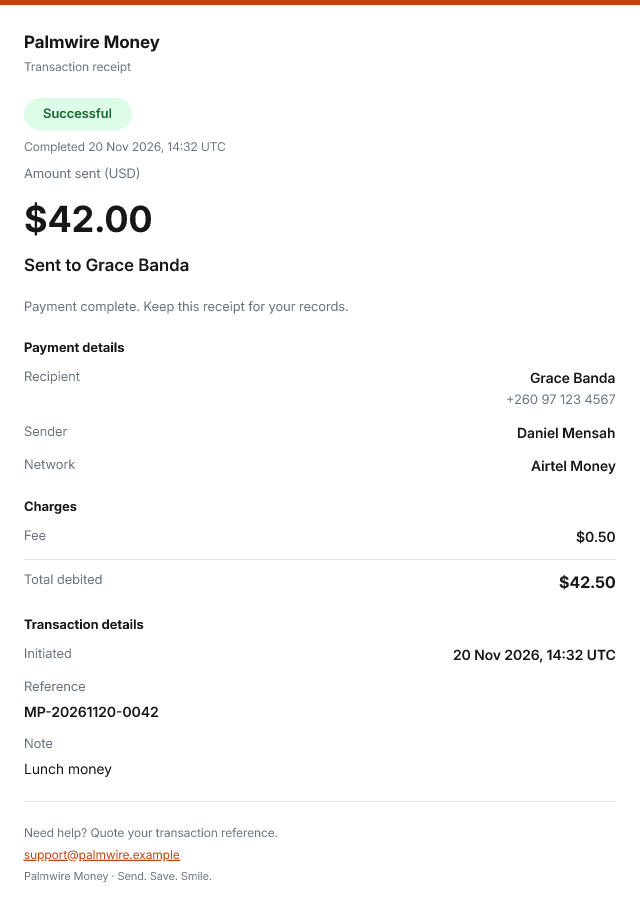 Palmwire Money
Transaction receipt
Successful
Completed 20 Nov 2026, 14:32 UTC
Amount sent (USD)
$42.00
Sent to Grace Banda
Payment complete. Keep this receipt for your records.
Payment details
Recipient
Grace Banda
+260 97 123 4567
Sender
Daniel Mensah
Network
Airtel Money
Charges
Fee
$0.50
Total debited
$42.50
Transaction details
Initiated
20 Nov 2026, 14:32 UTC
Reference
MP-20261120-0042
Note
Lunch money
Need help? Quote your transaction reference.
support@palmwire.example
Palmwire Money · Send. Save. Smile.